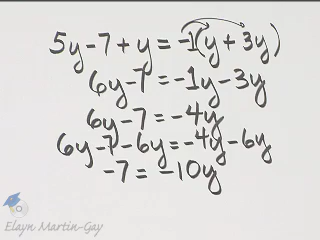 5y-7+y = -1(y+3y)
6y-7 = -1y-3y
6y-7 = -4y
6y-7-6y=-4y-6y
-7 = -10y
Elayn Martin-Gay